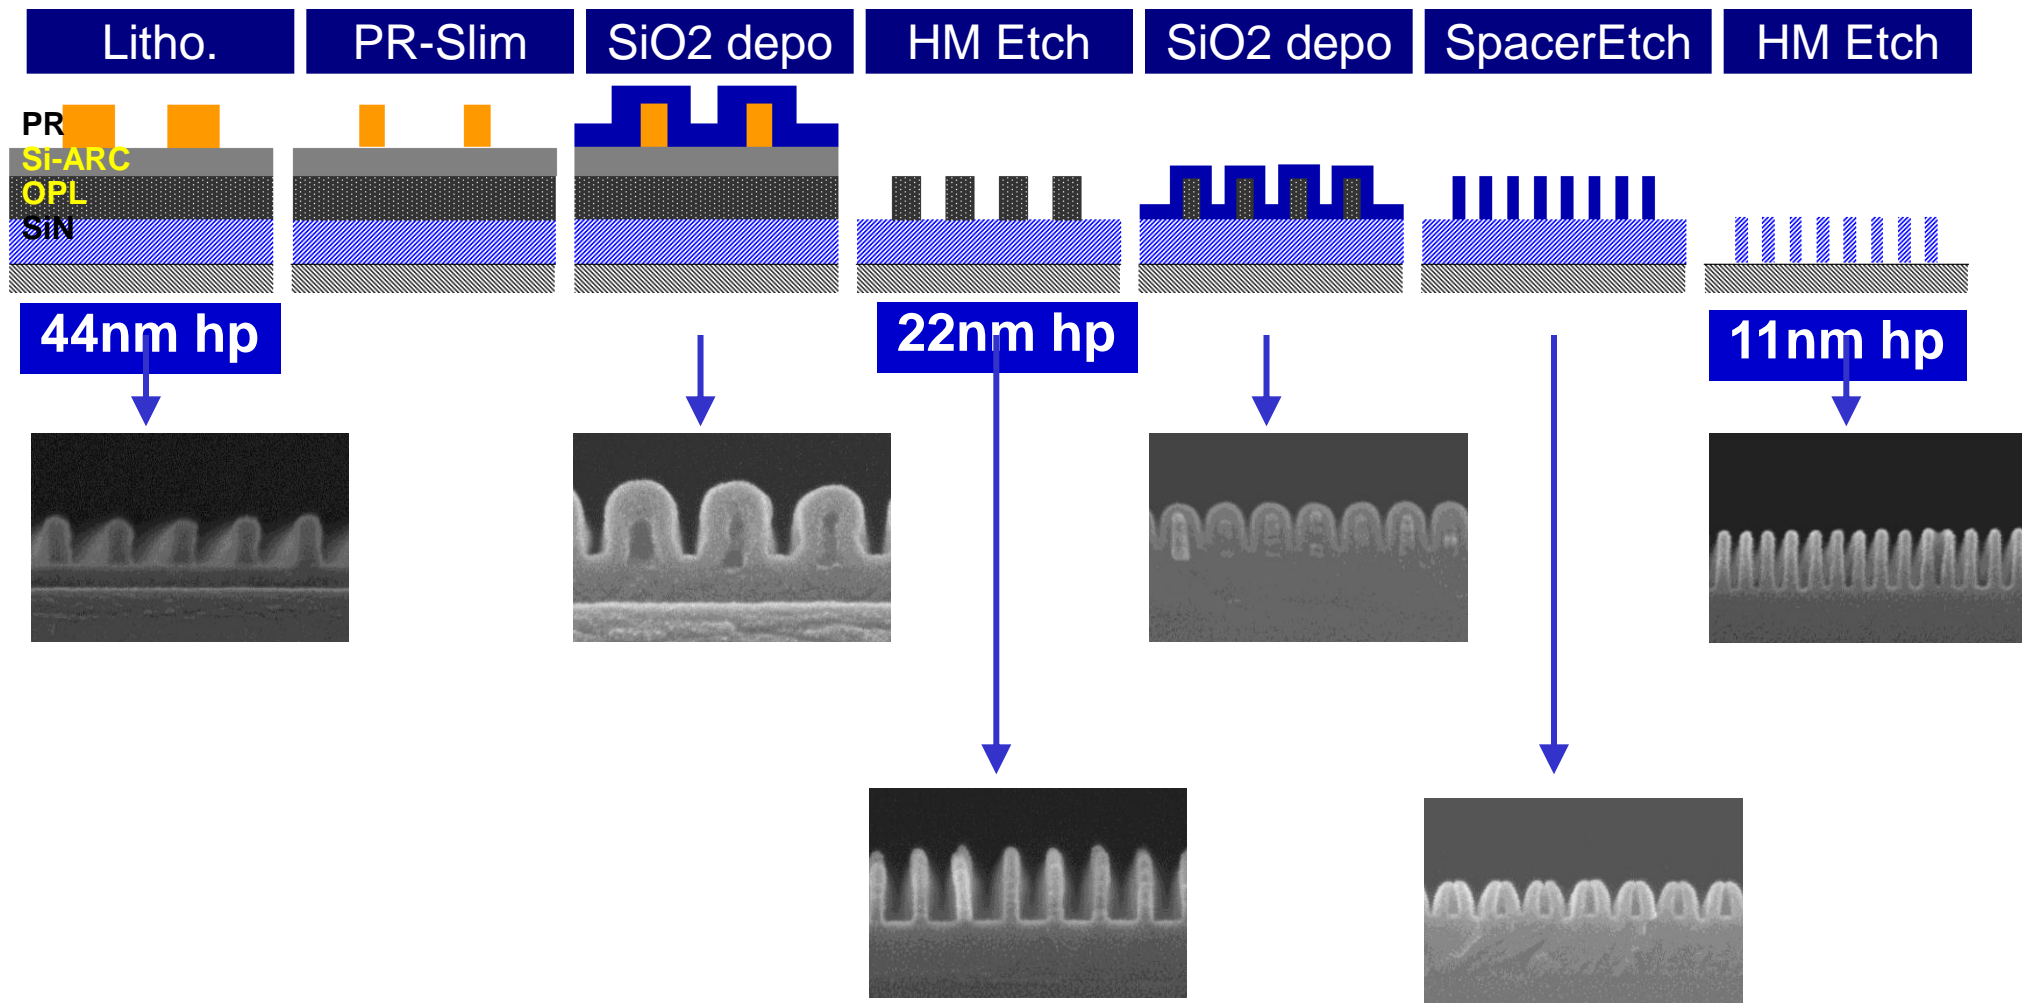 Litho.
PR-Slim
SiO2 depo
HM Etch
SiO2 depo
SpacerEtch
HM Etch
PR
Si-ARC
OPL
SiN
44nm hp
22nm hp
11nm hp